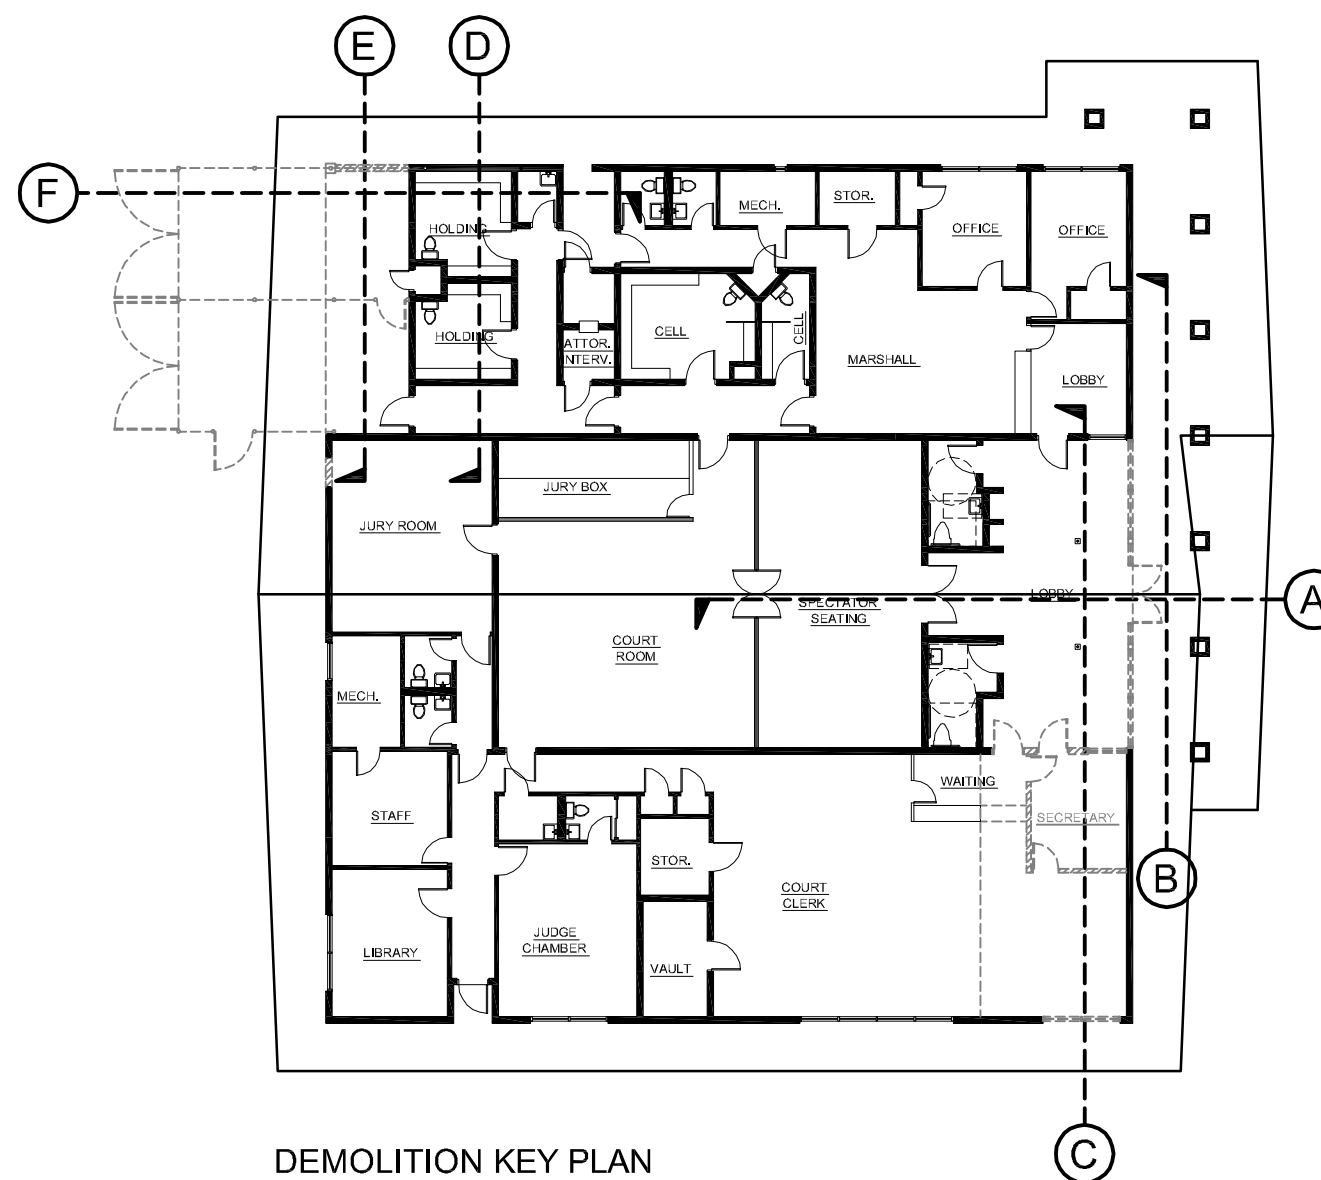 E
D
F
HOLDING
MECH.
STOR.
OFFICE
OFFICE
HOLDING
ATTOR.
INTERV.
CELL
CELL
MARSHALL
LOBBY
JURY BOX
JURY ROOM
LOBBY
A
SPECTATOR
SEATING
COURT
ROOM
MECH.
WAITING
STAFF
SECRETARY
STOR.
COURT
CLERK
B
JUDGE
CHAMBER
LIBRARY
VAULT
C
DEMOLITION KEY PLAN